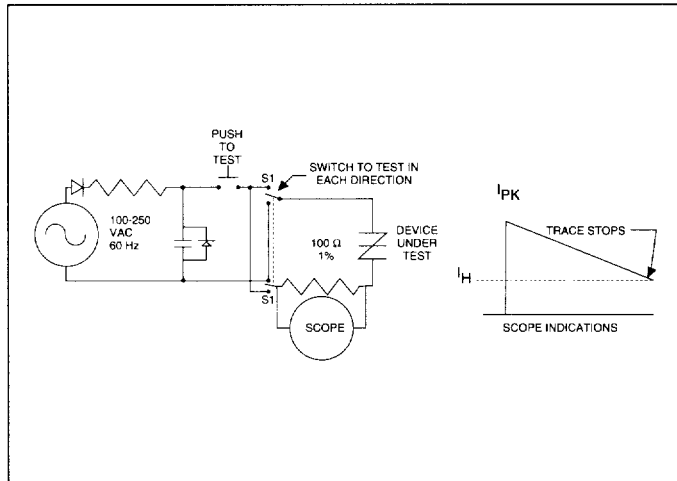 PUSH
TO
TEST
S1
SWITCH TO TEST IN
EACH DIRECTION
100-250
VAC
60 Hz
100 Ω
1%
DEVICE
UNDER
TEST
S1
SCOPE
IPK
TRACE STOPS
IH
SCOPE INDICATIONS